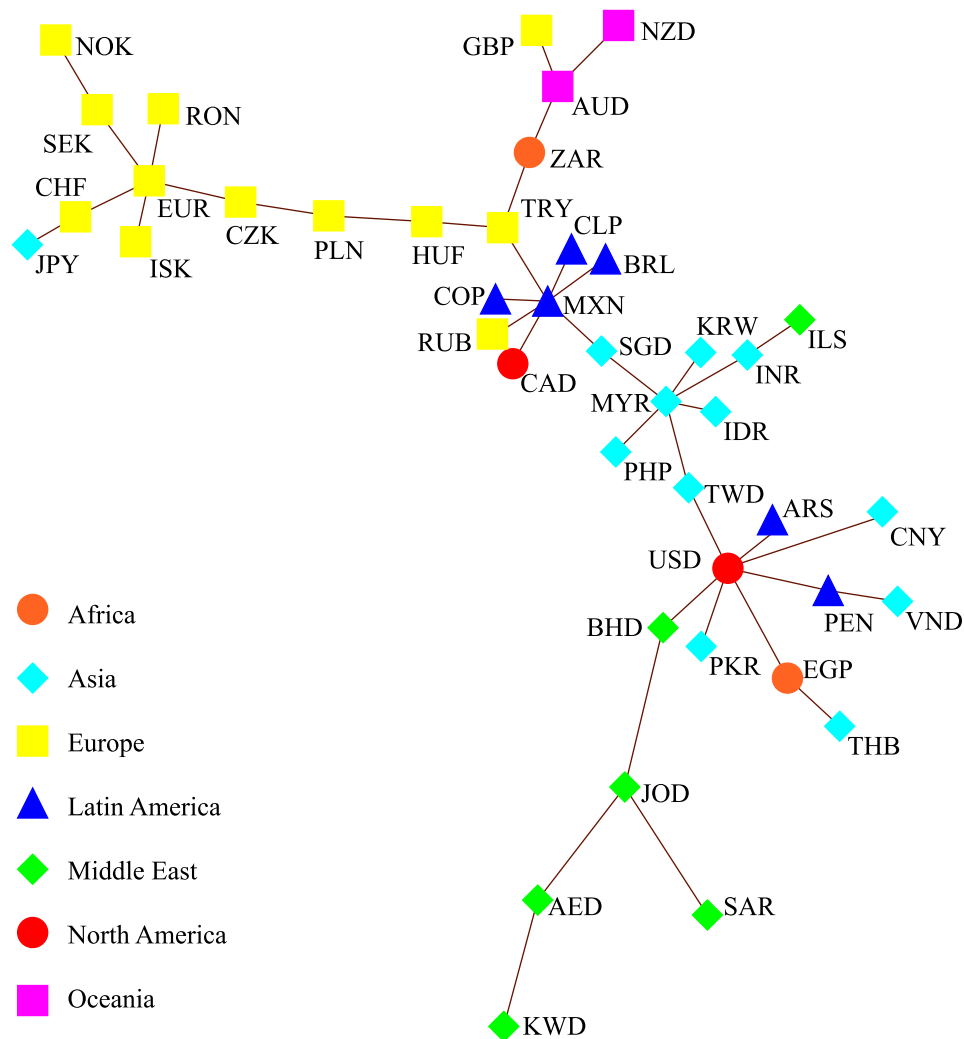 NOK
GBP
NZD
RON
AUD
SEK
ZAR
CHF
EUR
TRY
CLP
CZK
PLN
HUF
JPY
ISK
BRL
COP
MXN
RUB
SGD
KRW
ILS
CAD
INR
MYR
IDR
PHP
TWD
ARS
CNY
USD
BHD
PEN
VND
PKR
EGP
THB
JOD
AED
SAR
KWD
Africa
Asia
Europe
Latin America
Middle East
North America
Oceania